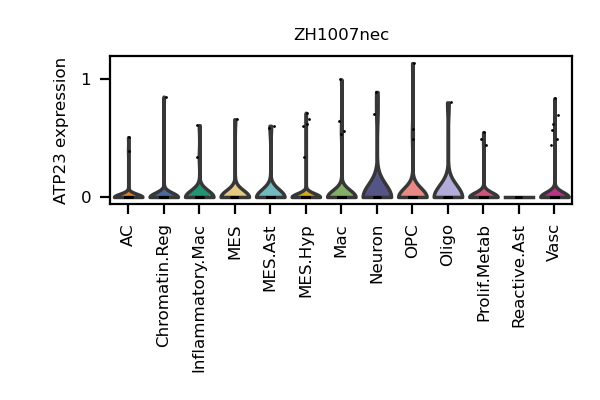 ZH1007nec
ATP23 expression
1
0
AC
Chromatin.Reg
Inflammatory.Mac
MES
MES.Ast
MES.Hyp
Mac
Neuron
OPC
Oligo
Prolif.Metab
Reactive.Ast
Vasc